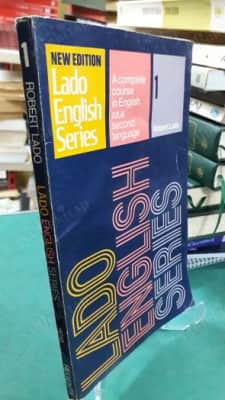 NEW EDITION
Lado
English
Series
A complete
course
in English
as a
second
language
1
Robert Lado
LADO
ENGLISH
SERIES
1
ROBERT LADO
LADO ENGLISH SERIES